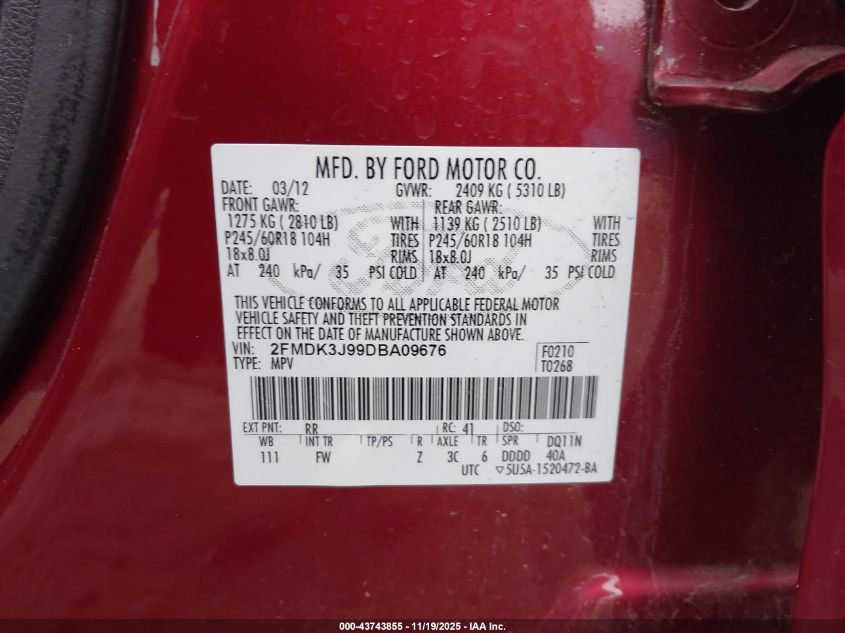 MFD. BY FORD MOTOR CO.
DATE: 03/12 GVWR: 2409 KG ( 5310 LB)
FRONT GAWR: REAR GAWR:
1275 KG ( 2810 LB) WITH 1139 KG ( 2510 LB) WITH
P245/60R18 104H TIRES P245/60R18 104H TIRES
18x8.0J RIMS 18x8.0J RIMS
AT 240 kPa/ 35 PSI COLD AT 240 kPa/ 35 PSI COLD
Ford
THIS VEHICLE CONFORMS TO ALL APPLICABLE FEDERAL MOTOR
VEHICLE SAFETY AND THEFT PREVENTION STANDARDS IN
EFFECT ON THE DATE OF MANUFACTURE SHOWN ABOVE.
VIN: 2FMDK3J99DBA09676 F0210
TYPE: MPV T0268
EXT PNT: RR RC: 41 DSO:
WB INT TR TP/PS R AXLE TR SPR DQ11N
111 FW Z 3C 6 DDDD 40A
UTC ▽5U5A-1520472-BA
000-43743855 - 11/19/2025 - IAA Inc.